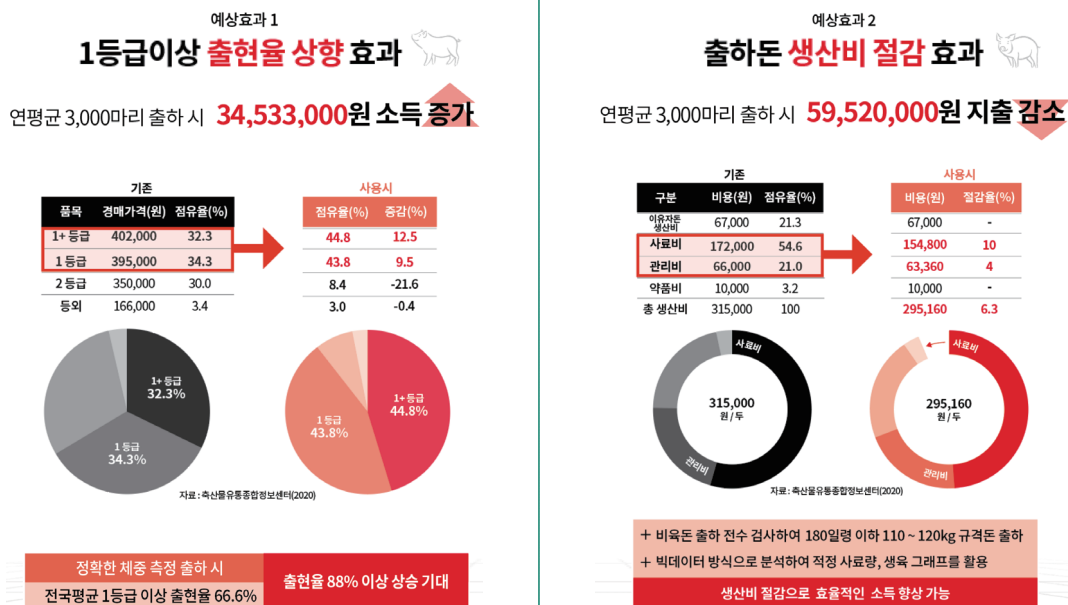 예상효과 1
1등급이상 출현율 상향 효과
연평균 3,000마리 출하 시 34,533,000원 소득 증가
기존
품목 경매가격(원) 점유율(%)
1+ 등급 402,000 32.3
1 등급 395,000 34.3
2 등급 350,000 30.0
등외 166,000 3.4
사용시
점유율(%) 증감(%)
44.8 12.5
43.8 9.5
8.4 -21.6
3.0 -0.4
1+ 등급
32.3%
1 등급
34.3%
1+ 등급
44.8%
1 등급
43.8%
자료 : 축산물유통종합정보센터(2020)
정확한 체중 측정 출하 시
전국평균 1등급 이상 출현율 66.6%
출현율 88% 이상 상승 기대
예상효과 2
출하돈 생산비 절감 효과
연평균 3,000마리 출하 시 59,520,000원 지출 감소
기존
구분 비용(원) 점유율(%)
이유자돈
생산비 67,000 21.3
사료비 172,000 54.6
관리비 66,000 21.0
약품비 10,000 3.2
총 생산비 315,000 100
사용시
비용(원) 절감율(%)
67,000 -
154,800 10
63,360 4
10,000 -
295,160 6.3
사료비
315,000
원 / 두
관리비
사료비
295,160
원 / 두
관리비
자료 : 축산물유통종합정보센터(2020)
+ 비육돈 출하 전수 검사하여 180일령 이하 110 ~ 120kg 규격돈 출하
+ 빅데이터 방식으로 분석하여 적정 사료량, 생육 그래프를 활용
생산비 절감으로 효율적인 소득 향상 가능